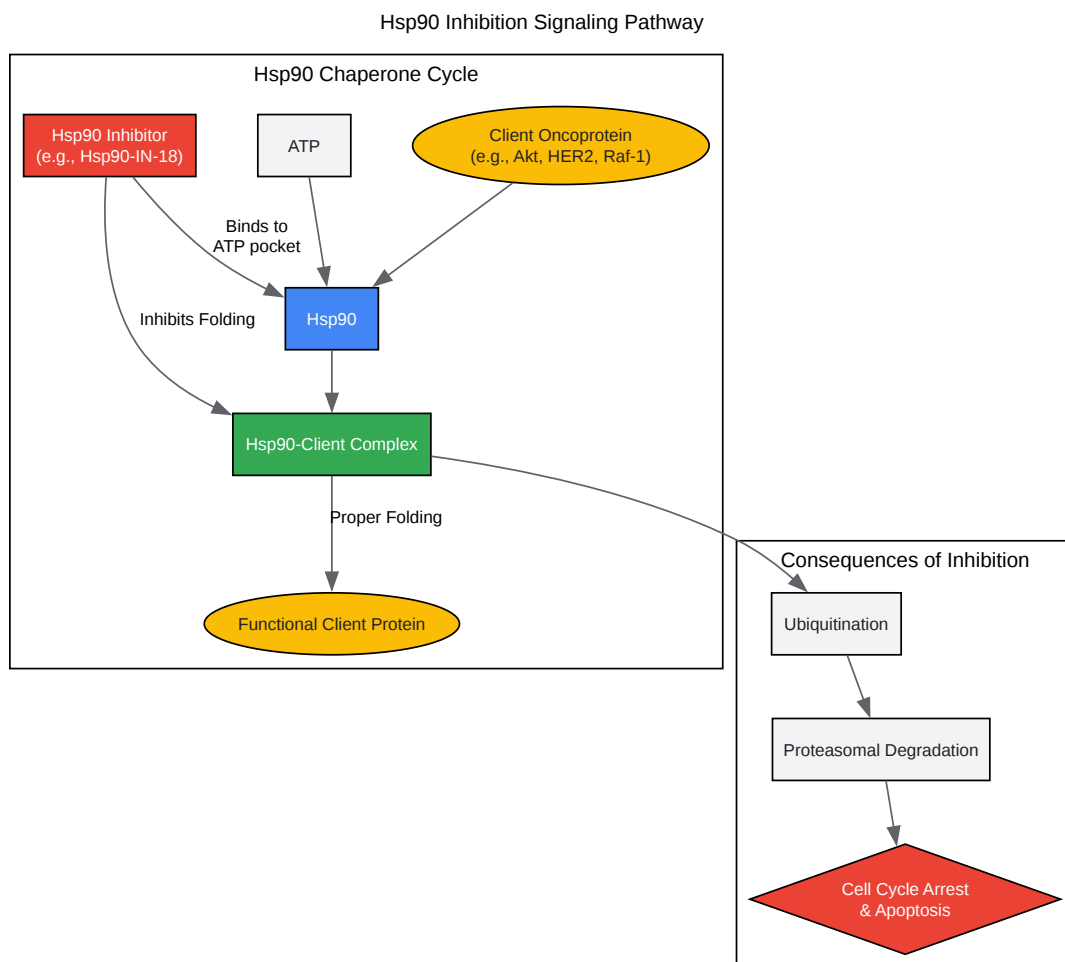 Hsp90 Inhibition Signaling Pathway
Hsp90 Chaperone Cycle
Hsp90 Inhibitor
(e.g., Hsp90-IN-18)
ATP
Client Oncoprotein
(e.g., Akt, HER2, Raf-1)
Binds to
ATP pocket
Inhibits Folding
Hsp90
Hsp90-Client Complex
Proper Folding
Functional Client Protein
Consequences of Inhibition
Ubiquitination
Proteasomal Degradation
Cell Cycle Arrest
& Apoptosis